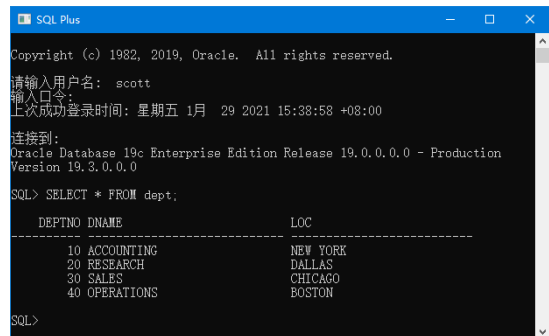 SQL Plus
Copyright (c) 1982, 2019, Oracle.  All rights reserved.
请输入用户名:  scott
输入口令:
上次成功登录时间: 星期五 1月  29 2021 15:38:58 +08:00
连接到:
Oracle Database 19c Enterprise Edition Release 19.0.0.0.0 - Production
Version 19.3.0.0.0
SQL> SELECT * FROM dept;
DEPTNO DNAME                        LOC
---------- ---------------------------- --------------------------
10 ACCOUNTING                   NEW YORK
20 RESEARCH                     DALLAS
30 SALES                        CHICAGO
40 OPERATIONS                   BOSTON
SQL>